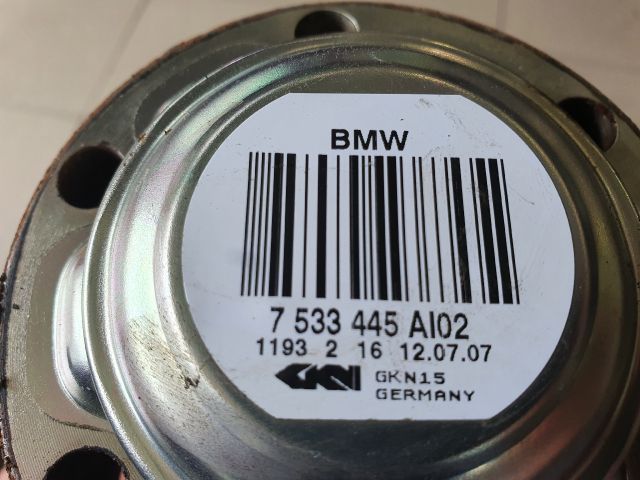 BMW
7 533 445 AI02
1193 2 16 12.07.07
GKN GKN15
GERMANY